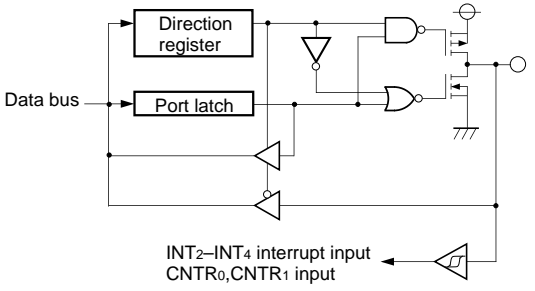 Direction
register
Data bus
Port latch
INT2–INT4 interrupt input
CNTR0,CNTR1 input